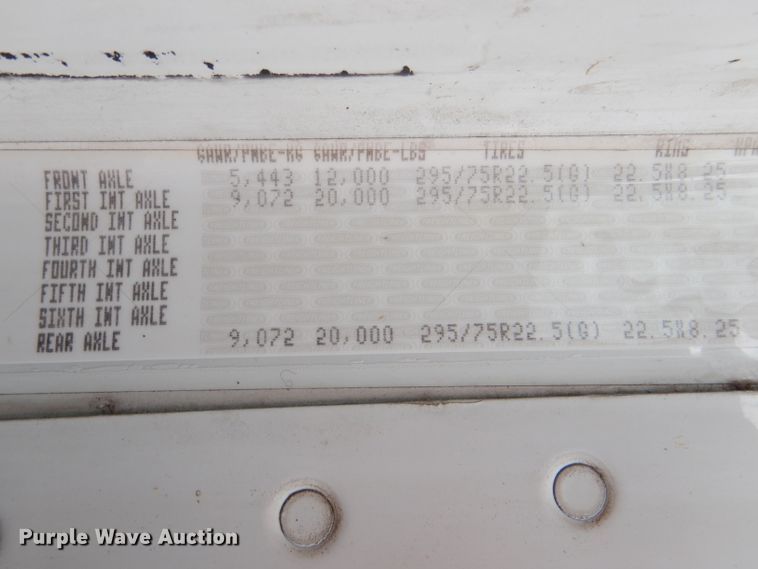 GAWR/PNBE-KG GAWR/PNBE-LBS TIRES RIMS
FRONT AXLE 5,443 12,000 295/75R22.5(G) 22.5X8.25
FIRST INT AXLE 9,072 20,000 295/75R22.5(G) 22.5X8.25
SECOND INT AXLE
THIRD INT AXLE
FOURTH INT AXLE
FIFTH INT AXLE
SIXTH INT AXLE
REAR AXLE 9,072 20,000 295/75R22.5(G) 22.5X8.25
Purple Wave Auction